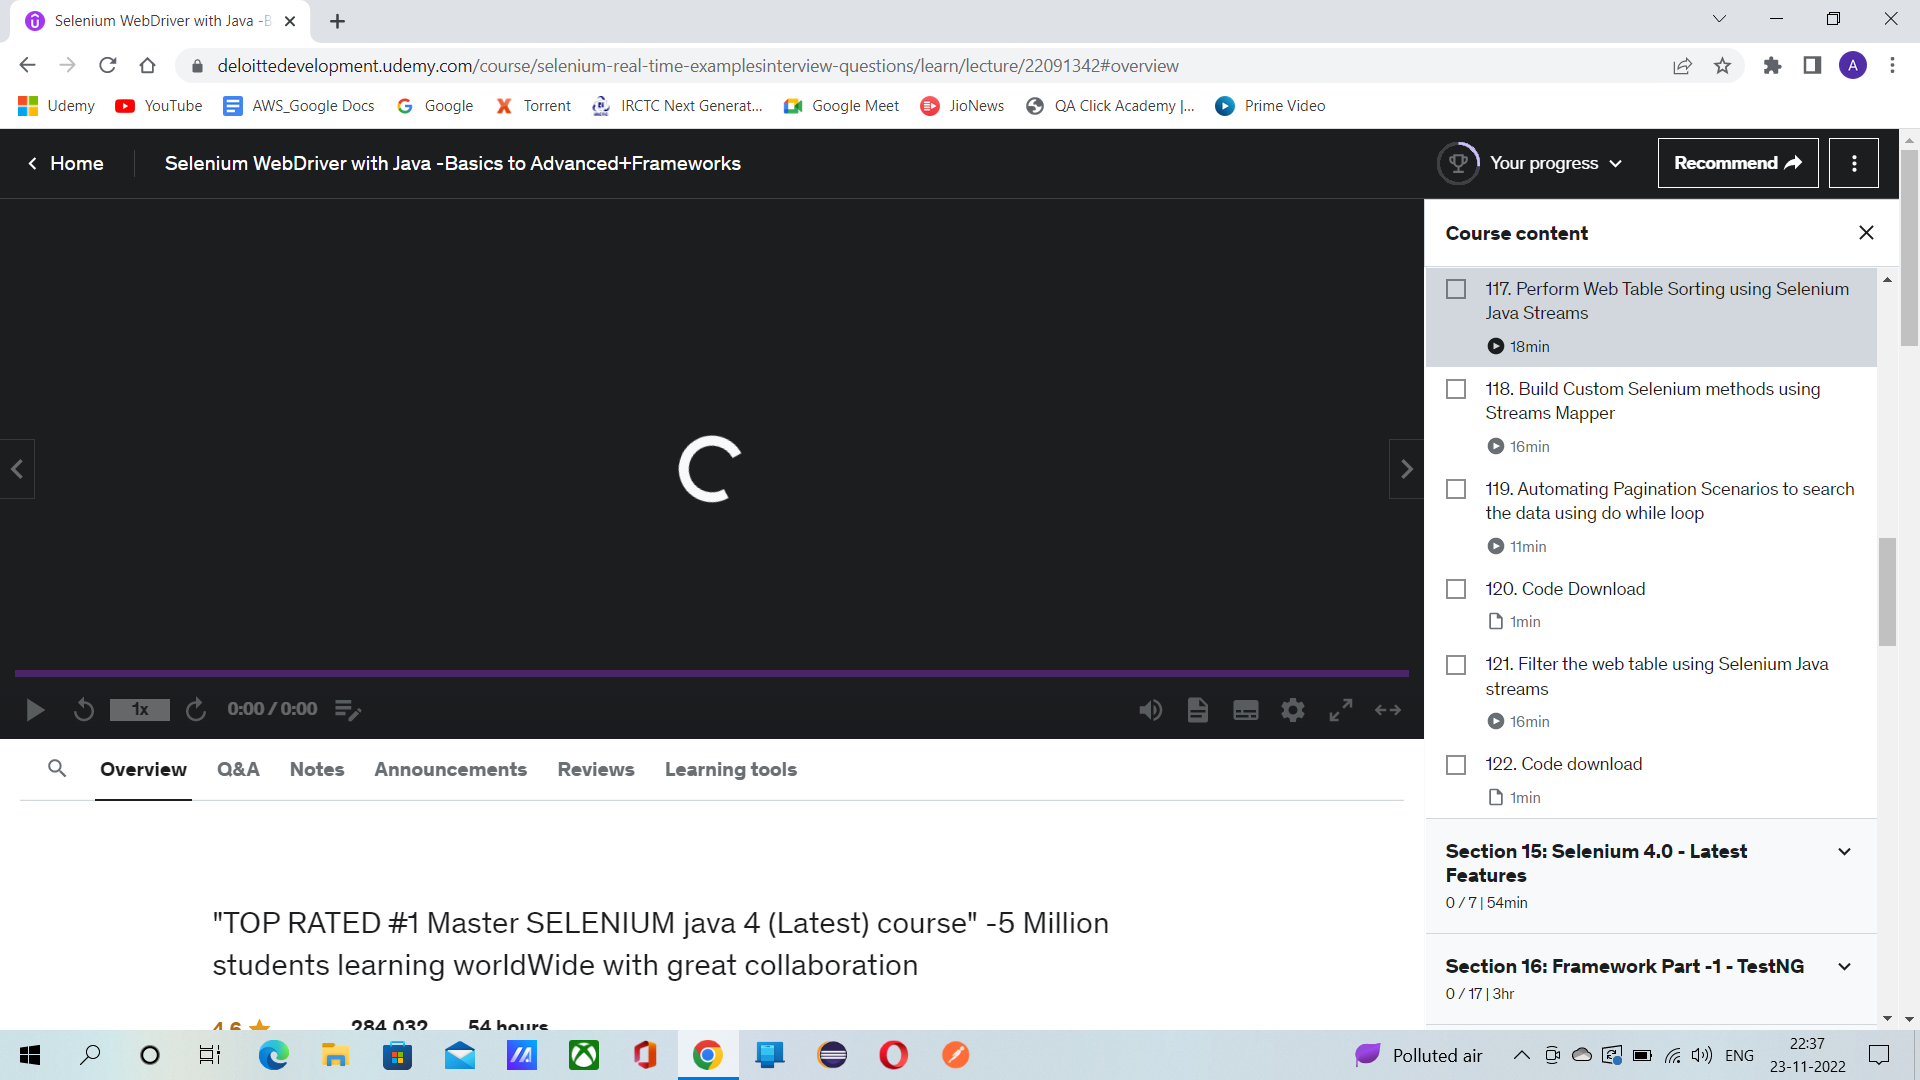 Selenium WebDriver with Java -B
deloittedevelopment.udemy.com/course/selenium-real-time-examplesinterview-questions/learn/lecture/22091342#overview
A
Udemy
YouTube
AWS_Google Docs
Google
Torrent
IRCTC Next Generat...
Google Meet
JioNews
QA Click Academy |...
Prime Video
Home
Selenium WebDriver with Java -Basics to Advanced+Frameworks
Your progress
Recommend
Course content
117. Perform Web Table Sorting using Selenium
Java Streams
18min
118. Build Custom Selenium methods using
Streams Mapper
16min
119. Automating Pagination Scenarios to search
the data using do while loop
11min
120. Code Download
1min
121. Filter the web table using Selenium Java
streams
16min
122. Code download
1min
Section 15: Selenium 4.0 - Latest
Features
0 / 7 | 54min
Section 16: Framework Part -1 - TestNG
0 / 17 | 3hr
1x
0:00 / 0:00
Overview
Q&A
Notes
Announcements
Reviews
Learning tools
"TOP RATED #1 Master SELENIUM java 4 (Latest) course" -5 Million
students learning worldWide with great collaboration
4.6
284,032
54 hours
Polluted air
ENG
22:37
23-11-2022